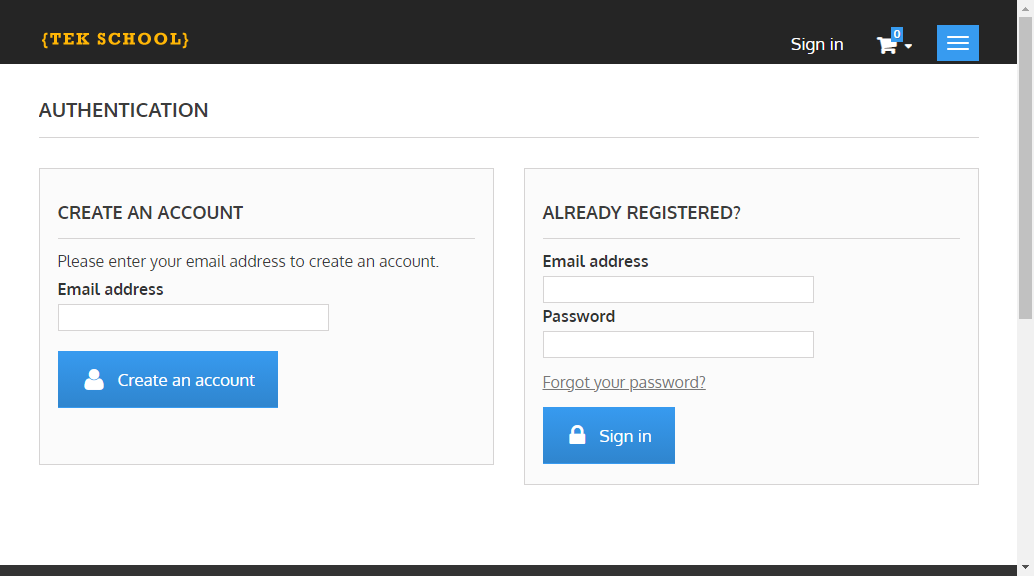 {TEK SCHOOL}
Sign in
0
AUTHENTICATION
CREATE AN ACCOUNT
Please enter your email address to create an account.
Email address
Create an account
ALREADY REGISTERED?
Email address
Password
Forgot your password?
Sign in